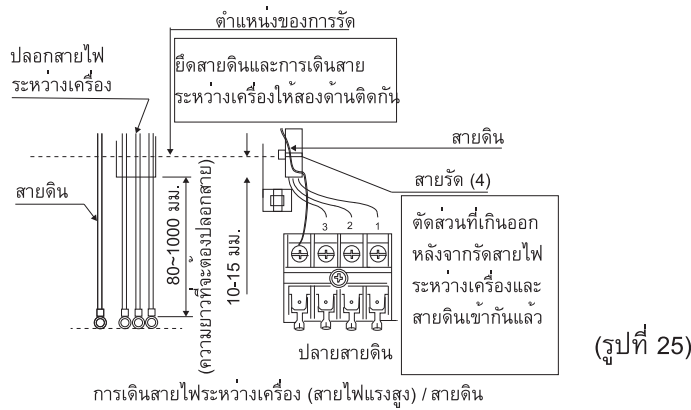 ตำแหน่งของการรัด
ปลอกสายไฟ
ระหว่างเครื่อง
ยึดสายดินและการเดินสาย
ระหว่างเครื่องให้สองด้านติดกัน
สายดิน
สายรัด (4)
สายดิน
80~1000 มม.
(ความยาวที่จะต้องปลอกสาย)
10-15 มม.
3 2 1
ตัดส่วนที่เกินออก
หลังจากรัดสายไฟ
ระหว่างเครื่องและ
สายดินเข้ากันแล้ว
ปลายสายดิน
(รูปที่ 25)
การเดินสายไฟระหว่างเครื่อง (สายไฟแรงสูง) / สายดิน